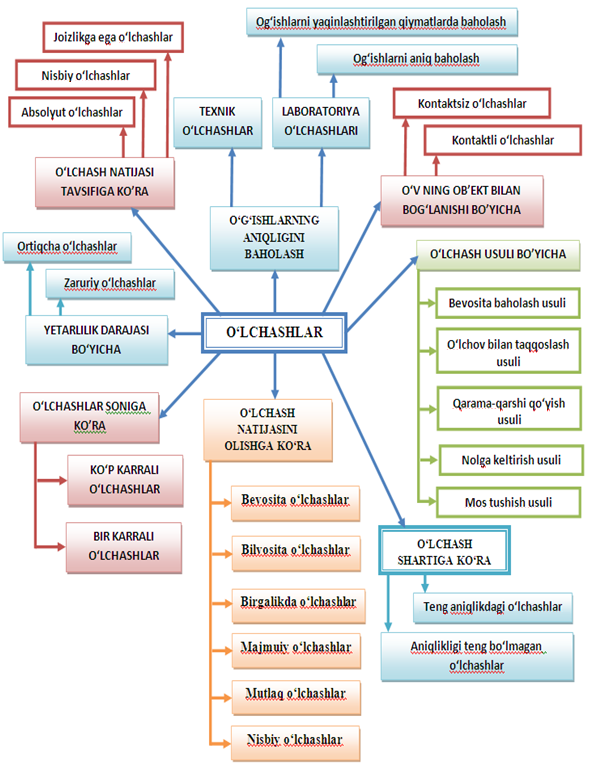 Og‘ishlarni yaqinlashtirilgan qiymatlarda baholash
Joizlikga ega o‘lchashlar
Og‘ishlarni aniq baholash
Nisbiy o‘lchashlar
Absolyut o‘lchashlar
TEXNIK
O‘LCHASHLAR
LABORATORIYA
O‘LCHASHLARI
Kontaktsiz o‘lchashlar
Kontaktli o‘lchashlar
O‘LCHASH NATIJASI
TAVSIFIGA KO’RA
O‘V NING OB’EKT BILAN
BOG‘LANISHI BO’YICHA
O‘G‘ISHLARNING
ANIQLIGINI
BAHOLASH
Ortiqcha o‘lchashlar
Zaruriy o‘lchashlar
O‘LCHASH USULI BO’YICHA
YETARLILIK DARAJASI
BO’YICHA
O‘LCHASHLAR
Bevosita baholash usuli
O‘lchov bilan taqqoslash
usuli
Qarama-qarshi qo‘yish
usuli
Nolga keltirish usuli
Mos tushish usuli
O‘LCHASHLAR SONIGA
KO’RA
KO‘P KARRALI
O‘LCHASHLAR
BIR KARRALI
O‘LCHASHLAR
O‘LCHASH
NATIJASINI
OLISHGA KO‘RA
Bevosita o‘lchashlar
Bilvosita o‘lchashlar
Birgalikda o‘lchashlar
Majmuiy o‘lchashlar
Mutlaq o‘lchashlar
Nisbiy o‘lchashlar
O‘LCHASH
SHARTIGA KO‘RA
Teng aniqlikdagi o‘lchashlar
Aniqlikligi teng bo‘lmagan
o‘lchashlar